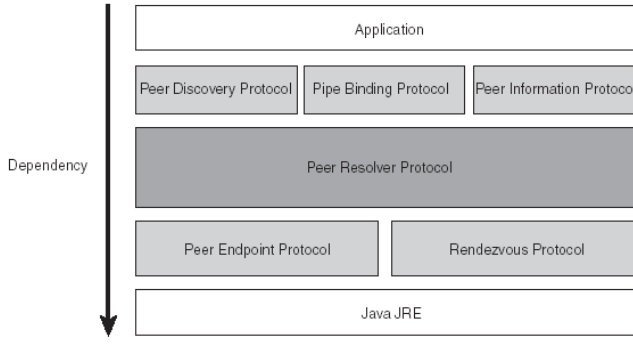 Application
Peer Discovery Protocol
Pipe Binding Protocol
Peer Information Protocol
Dependency
Peer Resolver Protocol
Peer Endpoint Protocol
Rendezvous Protocol
Java JRE